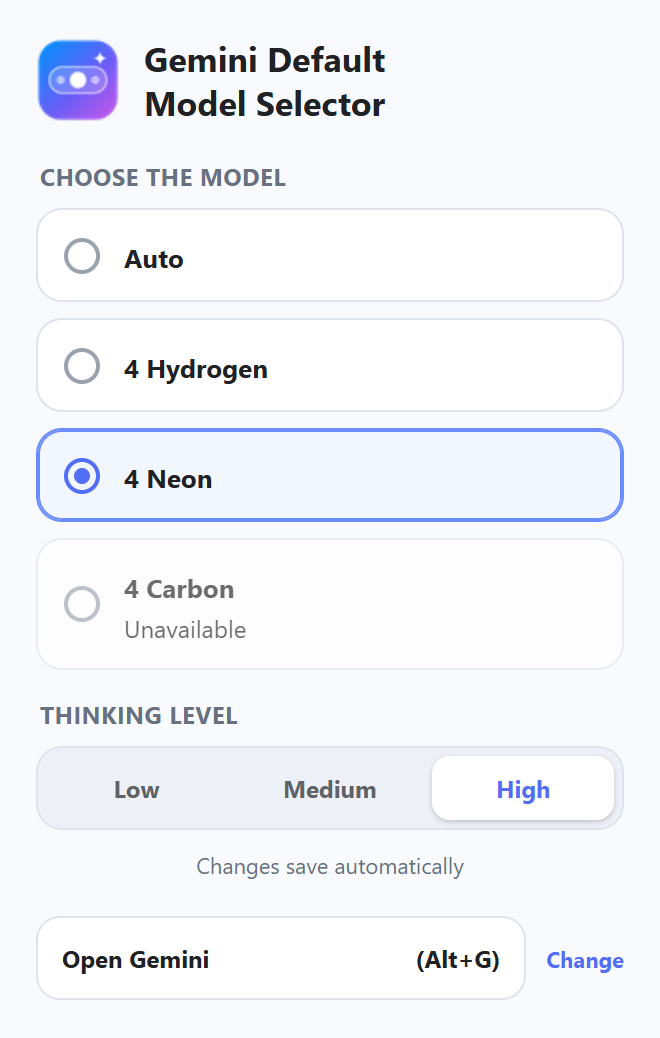 Gemini Default
Model Selector
CHOOSE THE MODEL
Auto
4 Hydrogen
4 Neon
4 Carbon
Unavailable
THINKING LEVEL
Low Medium High
Changes save automatically
Open Gemini (Alt+G) Change